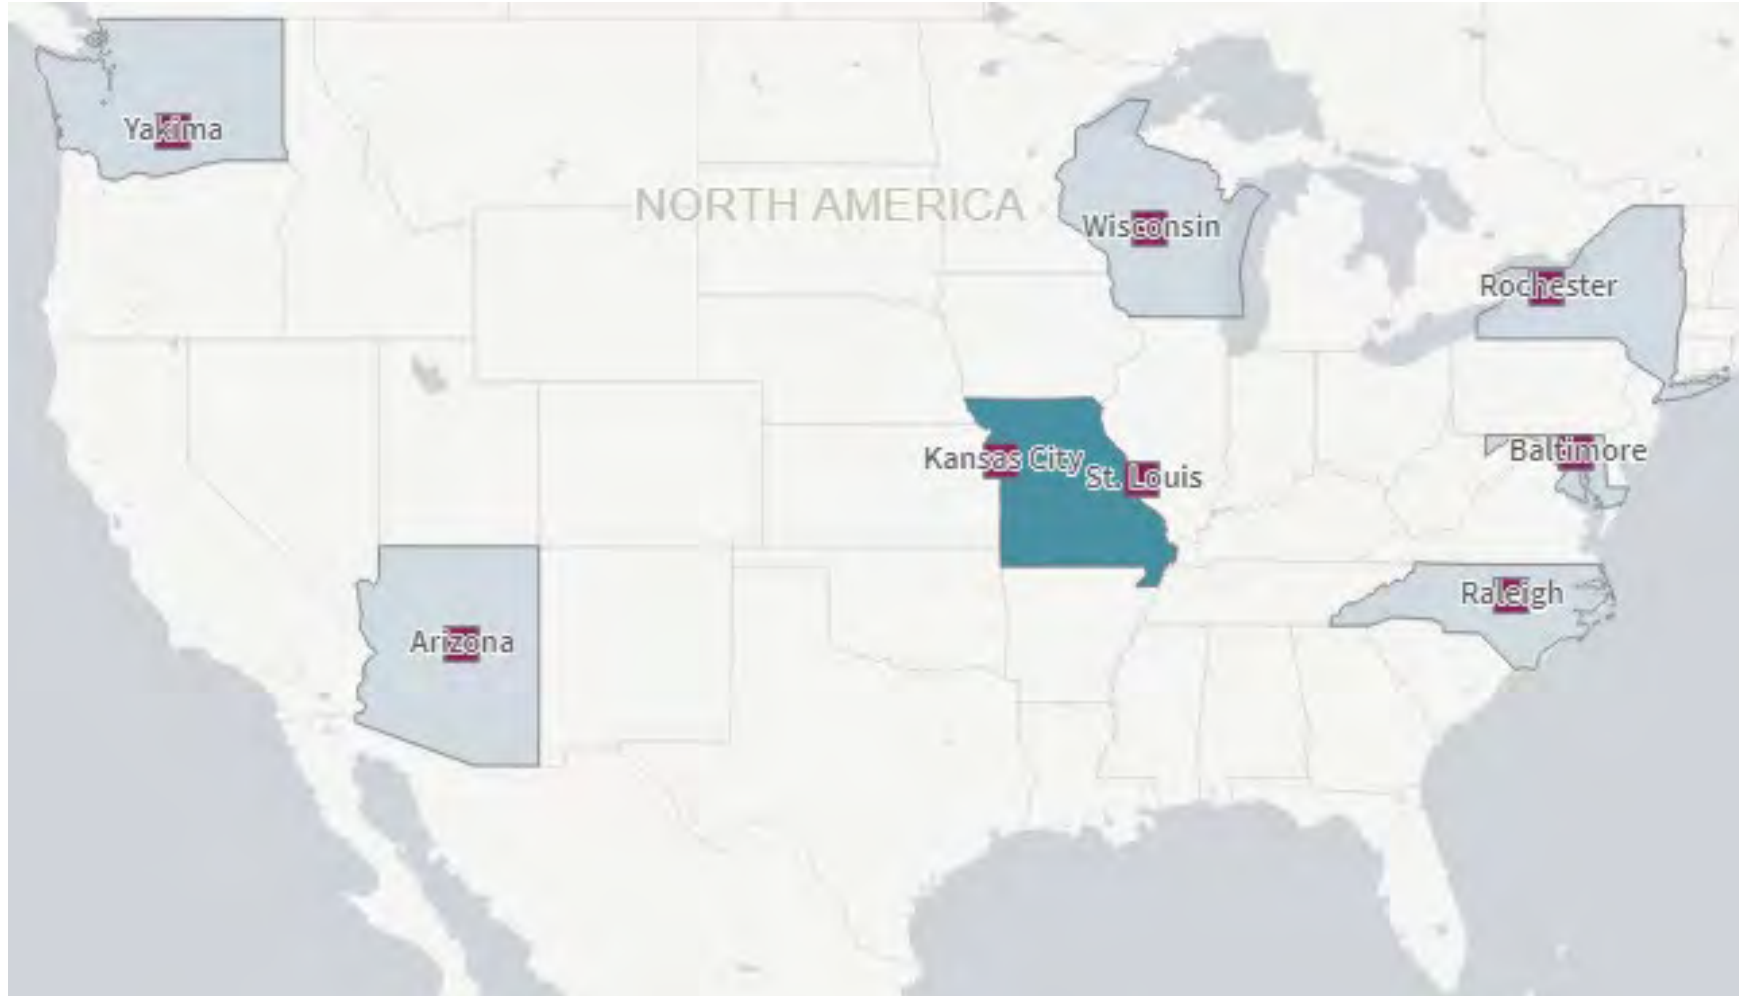 Yakima
NORTH AMERICA
Wisconsin
Rochester
Baltimore
Kansas City
St. Louis
Raleigh
Arizona